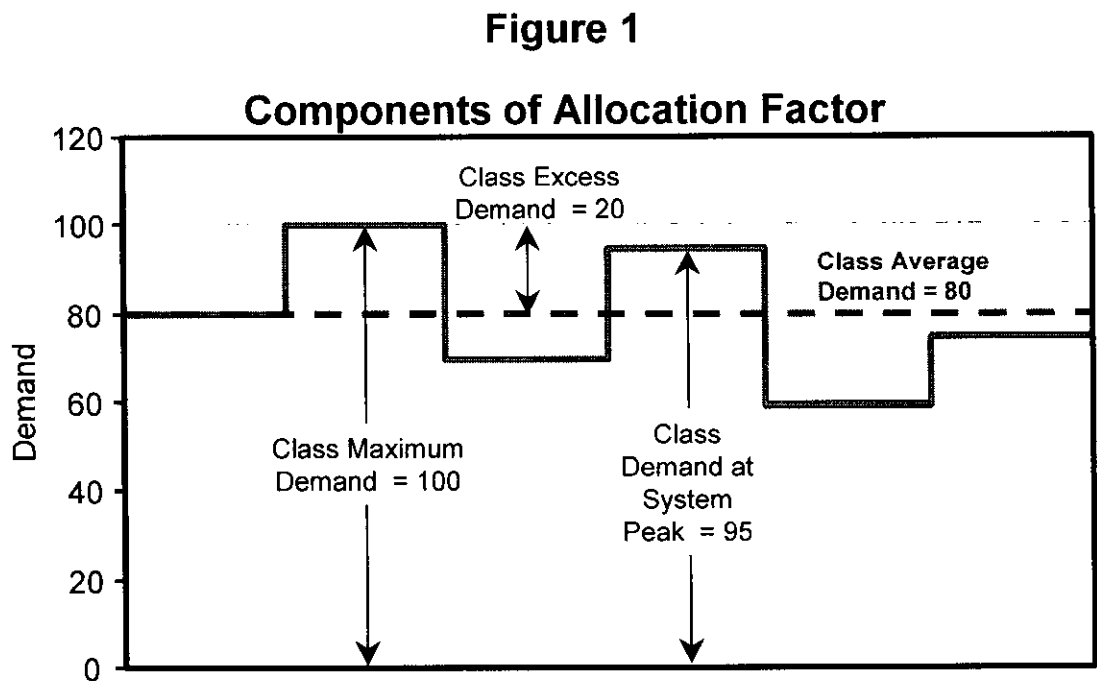 Figure 1
Components of Allocation Factor
120
100
80
60
40
20
0
Demand
Class Excess
Demand = 20
Class Average
Demand = 80
Class Maximum
Demand = 100
Class
Demand at
System
Peak = 95